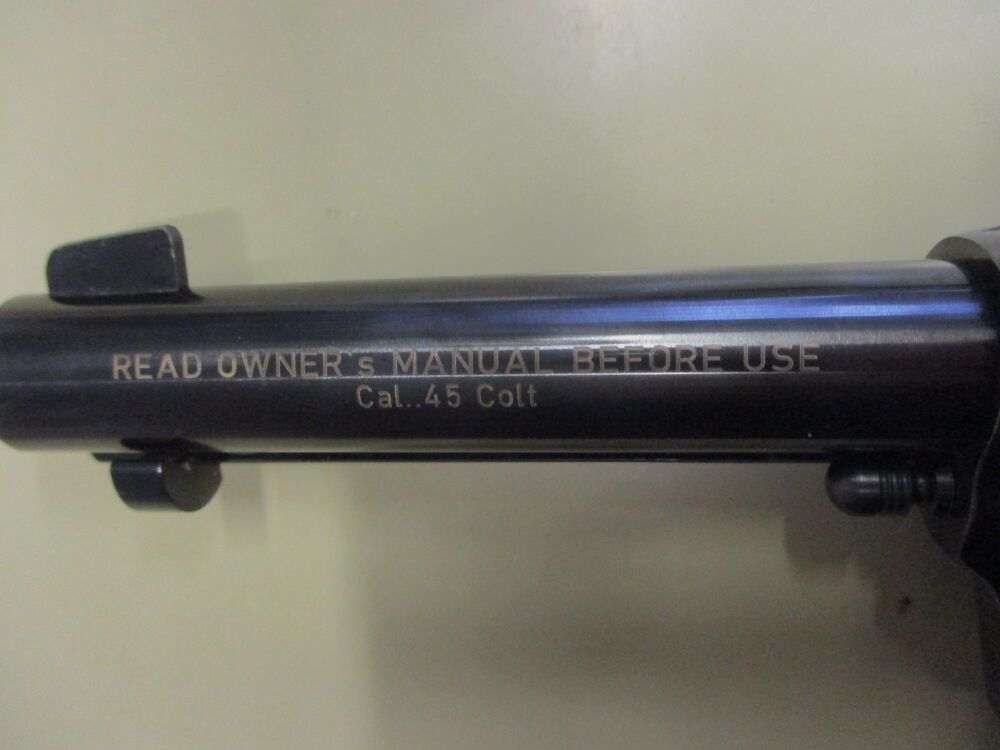 READ OWNER's MANUAL BEFORE USE
Cal..45 Colt